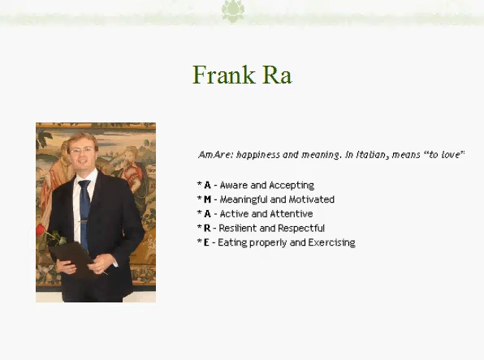 Frank Ra
AmAre: happiness and meaning. In Italian, means “to love”
* A - Aware and Accepting
* M - Meaningful and Motivated
* A - Active and Attentive
* R - Resilient and Respectful
* E - Eating properly and Exercising